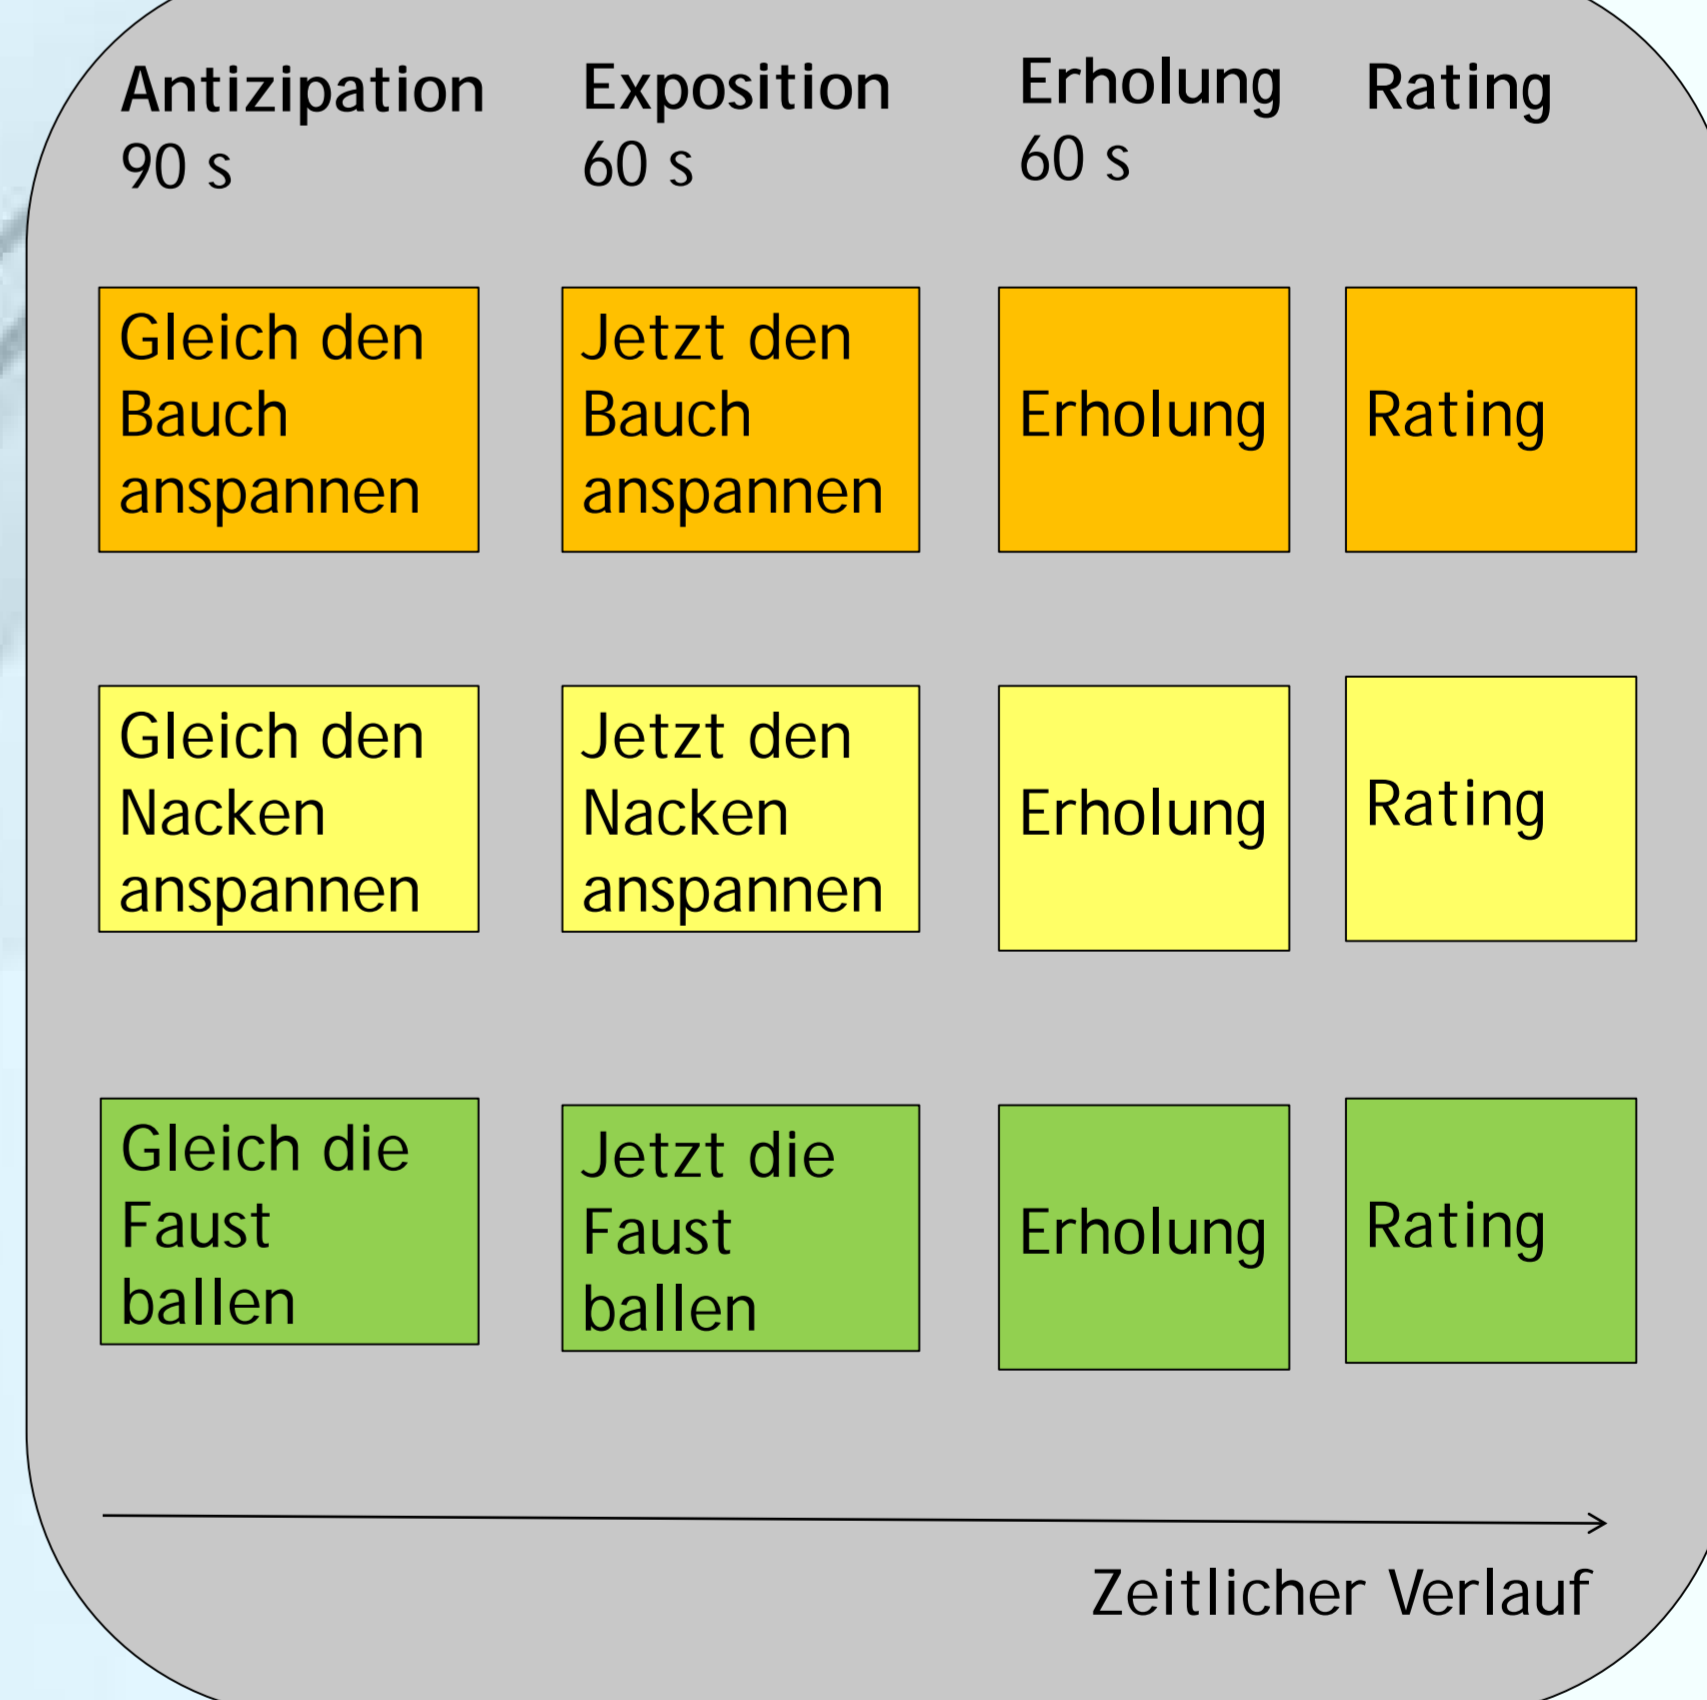 Antizipation
90 s
Exposition
60 s
Erholung
60 s
Rating
Gleich den
Bauch
anspannen
Jetzt den
Bauch
anspannen
Erholung
Rating
Gleich den
Nacken
anspannen
Jetzt den
Nacken
anspannen
Erholung
Rating
Gleich die
Faust
ballen
Jetzt die
Faust
ballen
Erholung
Rating
Zeitlicher Verlauf